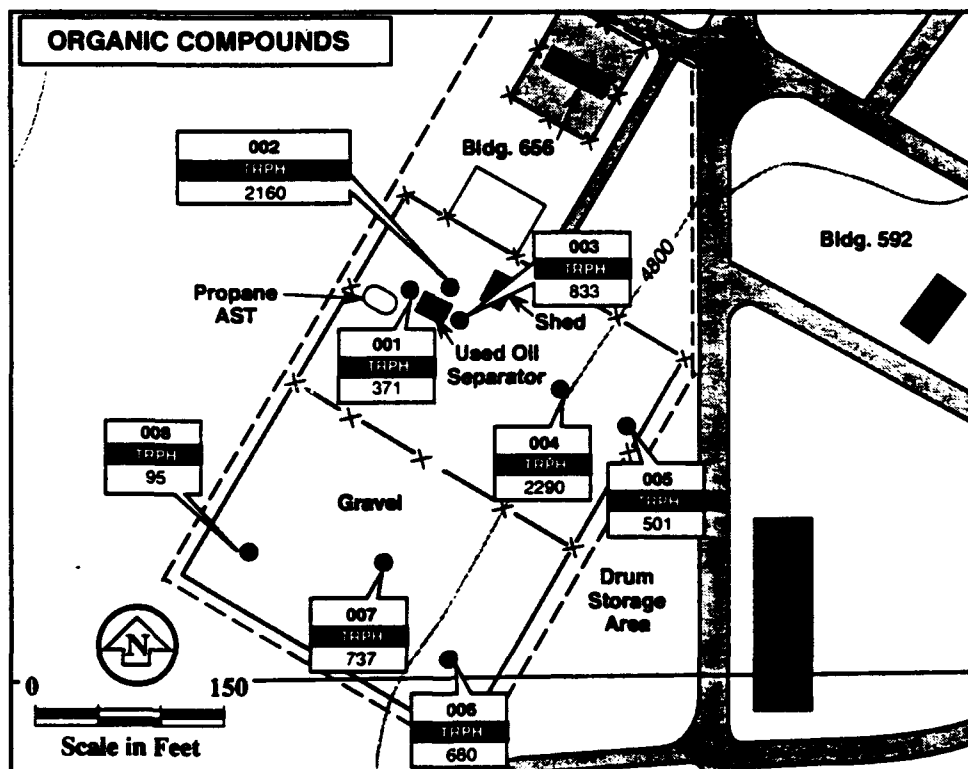 ORGANIC COMPOUNDS
002
TRPH
2160
Bldg. 656
003
TRPH
833
4800
Bldg. 592
Propane
AST
Shed
001
TRPH
371
Used Oil
Separator
008
TRPH
95
004
TRPH
2290
005
TRPH
501
Gravel
Drum
Storage
Area
007
TRPH
737
N
006
TRPH
680
0 150
Scale in Feet